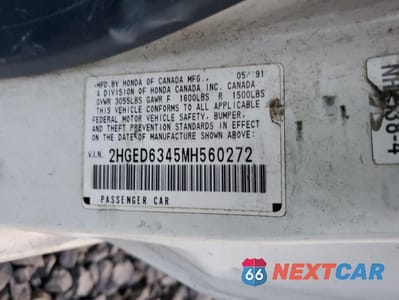 MFD. BY HONDA OF CANADA MFG., 05/91
A DIVISION OF HONDA CANADA INC. CANADA
GVWR 3055LBS GAWR F 1600LBS R 1500LBS
THIS VEHICLE CONFORMS TO ALL APPLICABLE
FEDERAL MOTOR VEHICLE SAFETY, BUMPER,
AND THEFT PREVENTION STANDARDS IN EFFECT
ON THE DATE OF MANUFACTURE SHOWN ABOVE.
V.I.N. 2HGED6345MH560272
PASSENGER CAR
NH538-4
66 NEXTCAR